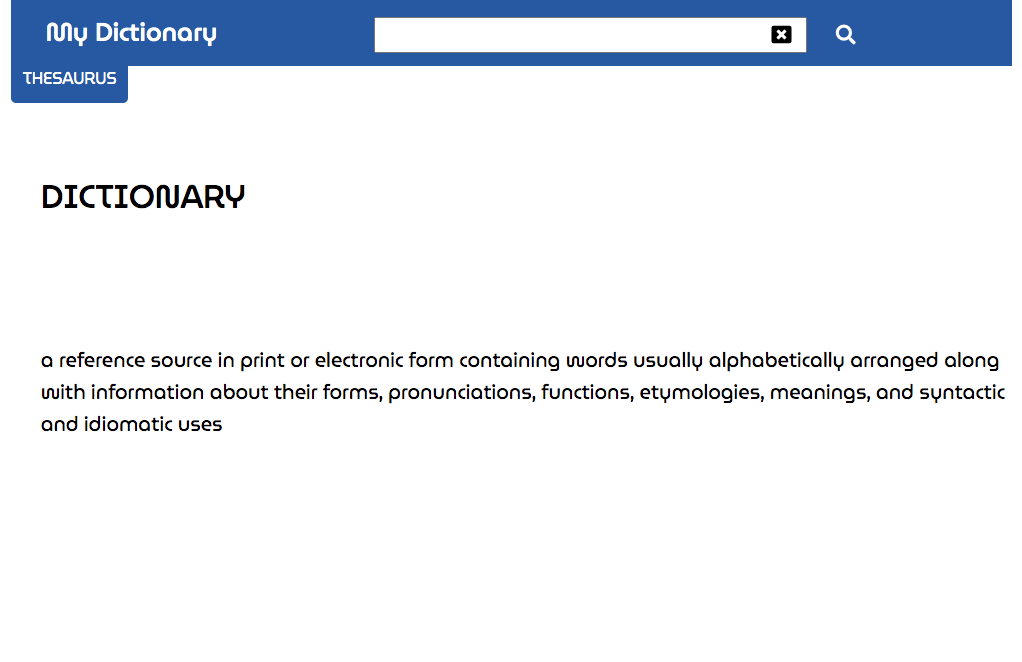 My Dictionary
THESAURUS
DICTIONARY
a reference source in print or electronic form containing words usually alphabetically arranged along
with information about their forms, pronunciations, functions, etymologies, meanings, and syntactic
and idiomatic uses